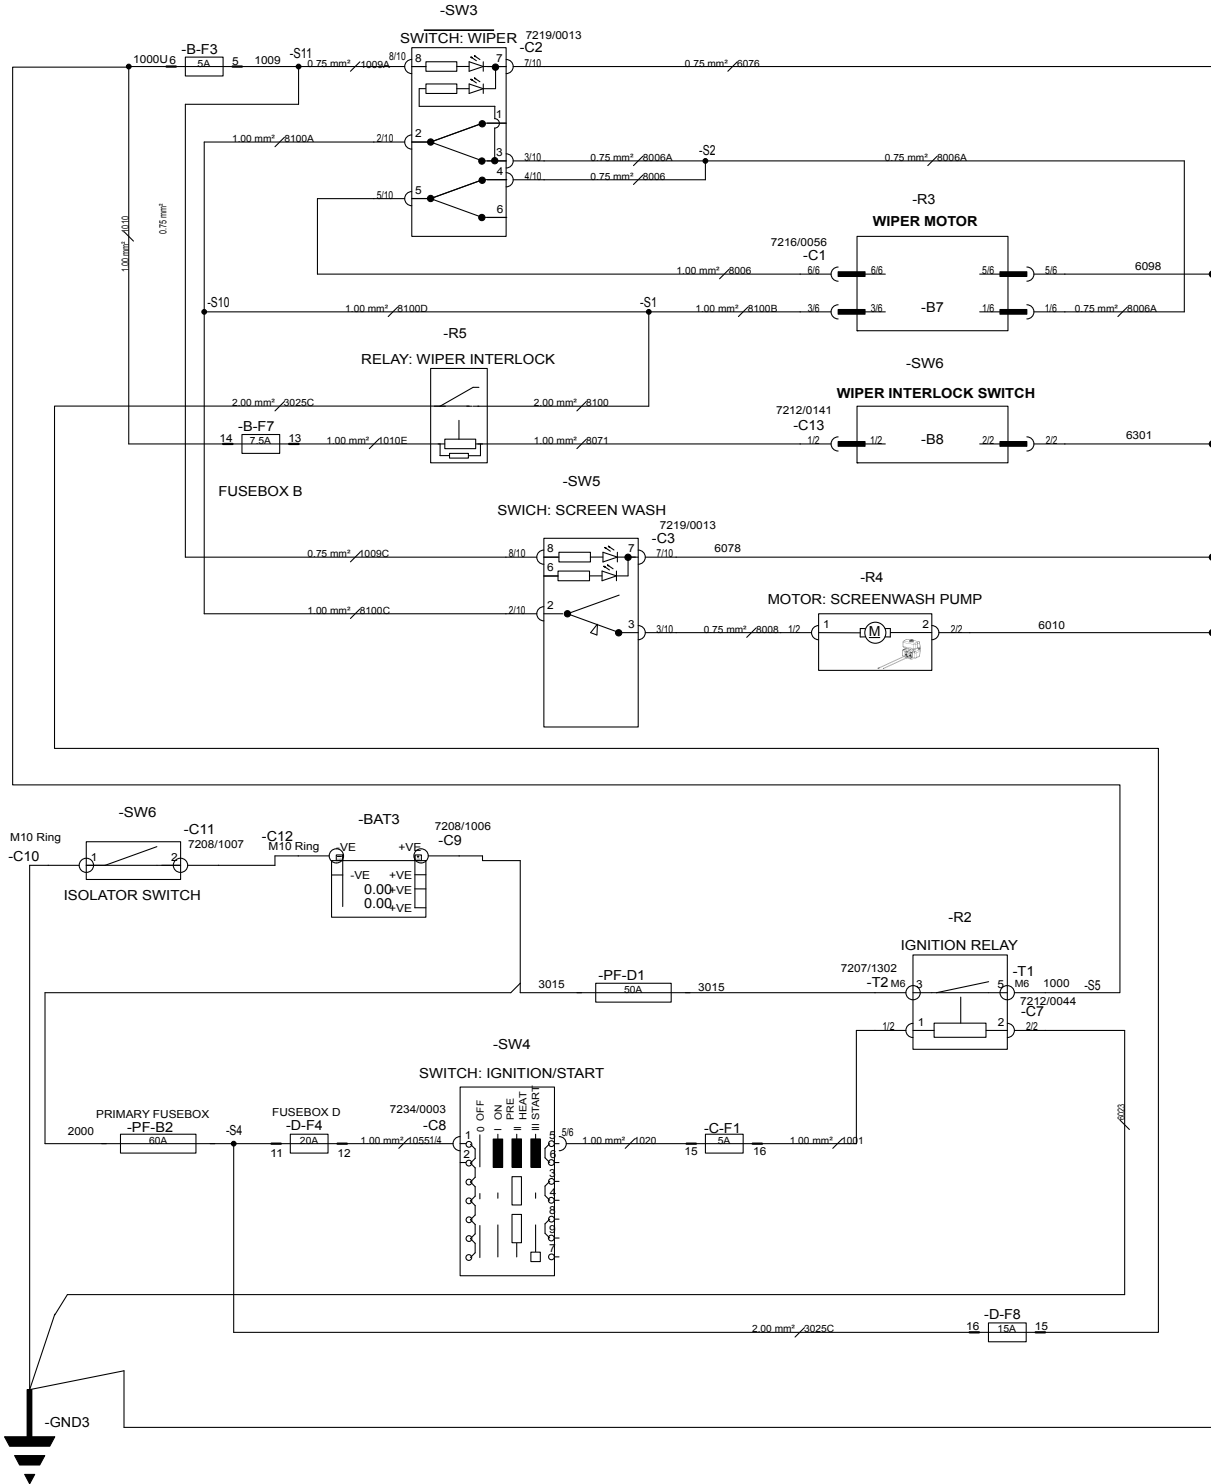 -SW3
SWITCH: WIPER
7219/0013
-C2
-B-F3
-S11
1000U 6 5A 5 1009
0.75 mm² 1009A
8/10 8 7 7/10
0.75 mm² 6076
1
1.00 mm² 8100A 2/10 2
3 3/10 0.75 mm² 8006A -S2 0.75 mm² 8006A
4 4/10 0.75 mm² 8006
5/10 5
6
1.00 mm² 1010
0.75 mm²
-R3
WIPER MOTOR
7216/0056
-C1
1.00 mm² 8006 6/6 6/6 5/6 5/6 6098
-S10 1.00 mm² 8100D -S1 1.00 mm² 8100B 3/6 3/6 -B7 1/6 1/6 0.75 mm² 8006A
-R5
RELAY: WIPER INTERLOCK
-SW6
WIPER INTERLOCK SWITCH
2.00 mm² 3025C 2.00 mm² 8100
7212/0141
-C13
-B-F7
14 7.5A 13 1.00 mm² 1010E 1.00 mm² 8071 1/2 1/2 -B8 2/2 2/2 6301
FUSEBOX B
-SW5
SWICH: SCREEN WASH
7219/0013
-C3
0.75 mm² 1009C 8/10 8 7 7/10 6078
6
-R4
MOTOR: SCREENWASH PUMP
1.00 mm² 8100C 2/10 2
3 3/10 0.75 mm² 8008 1/2 1 M 2 2/2 6010
-SW6
-BAT3
M10 Ring
-C10
1 2
-C11
7208/1007
-C12
M10 Ring
-VE +VE
7208/1006
-C9
-VE +VE
0.00 +VE
0.00 +VE
ISOLATOR SWITCH
-R2
IGNITION RELAY
3015 -PF-D1 50A 3015
7207/1302
-T2 M6 3 5 -T1
M6 1000 -S5
7212/0044
-C7
1/2 1 2 2/2
-SW4
SWITCH: IGNITION/START
0 OFF
I ON
II PRE HEAT
III START
PRIMARY FUSEBOX
-PF-B2
2000 60A -S4
FUSEBOX D
-D-F4
11 20A 12
7234/0003
-C8
1.00 mm² 1055 1/4 1
2
5 5/6
6
3
4
8
9
7
1.00 mm² 1020
-C-F1
15 5A 16
1.00 mm² 1001
6023
-D-F8
2.00 mm² 3025C 16 15A 15
-GND3